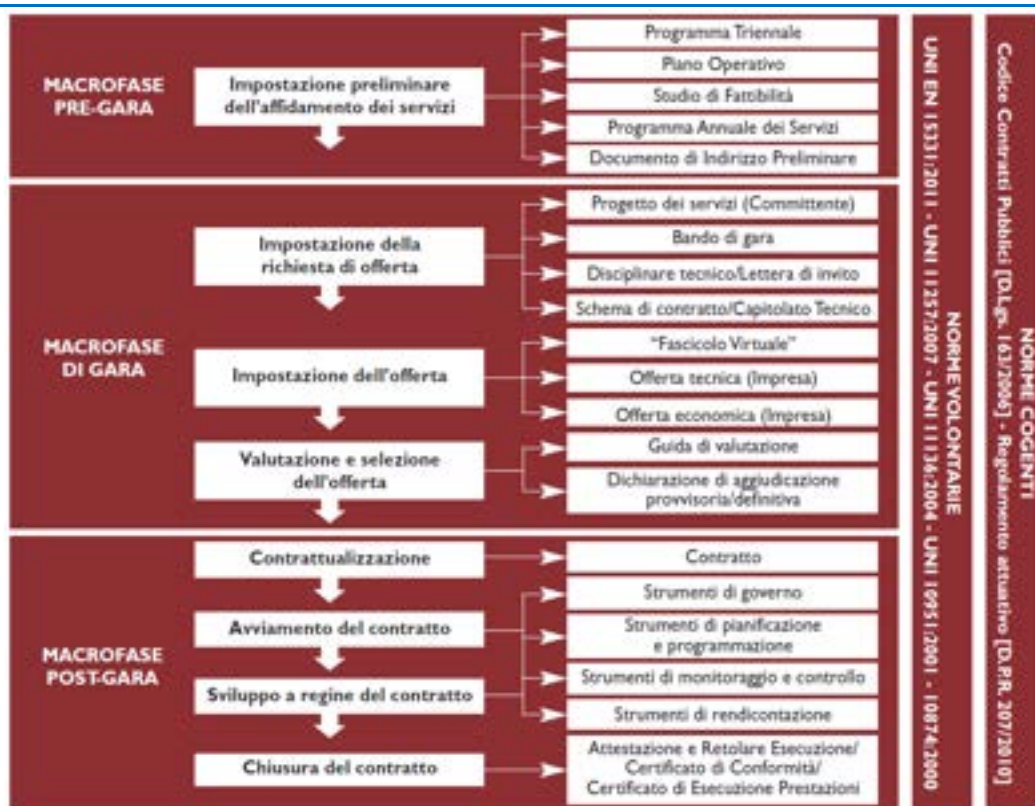 MACROFASE
PRE-GARA
Impostazione preliminare
dell'affidamento dei servizi
Programma Triennale
Piano Operativo
Studio di Fattibilità
Programma Annuale dei Servizi
Documento di Indirizzo Preliminare
MACROFASE
DI GARA
Impostazione della
richiesta di offerta
Progetto dei servizi (Committente)
Bando di gara
Disciplinare tecnico/Lettera di invito
Schema di contratto/Capitolato Tecnico
Impostazione dell'offerta
"Fascicolo Virtuale"
Offerta tecnica (Impresa)
Offerta economica (Impresa)
Valutazione e selezione
dell'offerta
Guida di valutazione
Dichiarazione di aggiudicazione
provvisoria/definitiva
MACROFASE
POST-GARA
Contrattualizzazione
Contratto
Avviamento del contratto
Sviluppo a regine del contratto
Strumenti di governo
Strumenti di pianificazione
e programmazione
Strumenti di monitoraggio e controllo
Strumenti di rendicontazione
Chiusura del contratto
Attestazione e Retolare Esecuzione/
Certificato di Conformità/
Certificato di Esecuzione Prestazioni
NORME VOLONTARIE
UNI EN 15331:2011 - UNI 11257:2007 - UNI 11136:2004 - UNI 10951:2001 - 10874:2000
NORME COGENTI
Codice Contratti Pubblici [D.Lgs. 163/2006] - Regolamento attuativo [D.P.R. 207/2010]